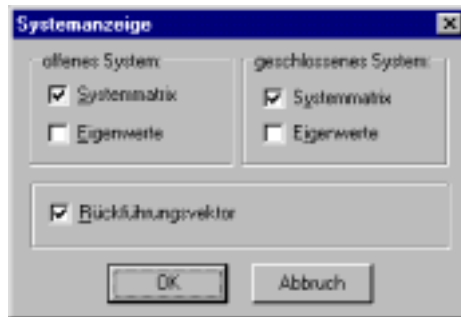 Systemanzeige
offenes System:
Systemmatrix
Eigenwerte
geschlossenes System:
Systemmatrix
Eigenwerte
Rückführungsvektor
OK
Abbruch